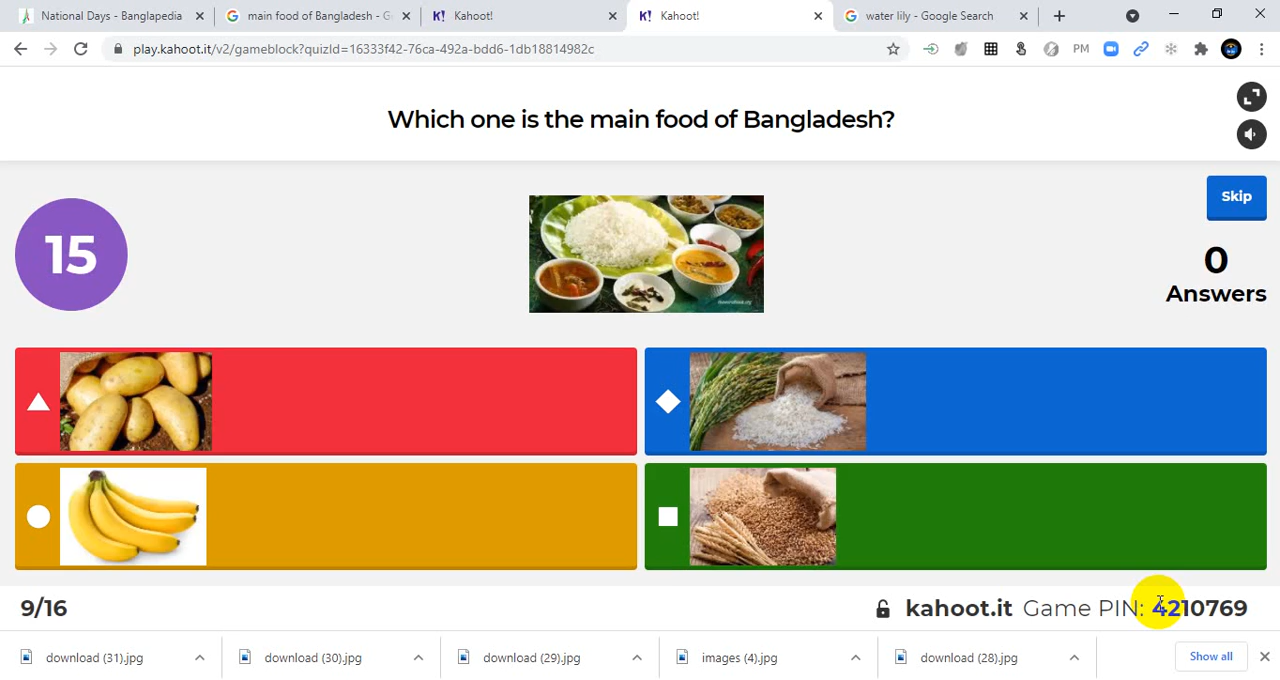 National Days - Banglapedia
main food of Bangladesh - G
Kahoot!
Kahoot!
water lily - Google Search
play.kahoot.it/v2/gameblock?quizId=16333f42-76ca-492a-bdd6-1db18814982c
PM
Which one is the main food of Bangladesh?
Skip
15
0
Answers
9/16
kahoot.it Game PIN: 4210769
download (31).jpg
download (30).jpg
download (29).jpg
images (4).jpg
download (28).jpg
Show all